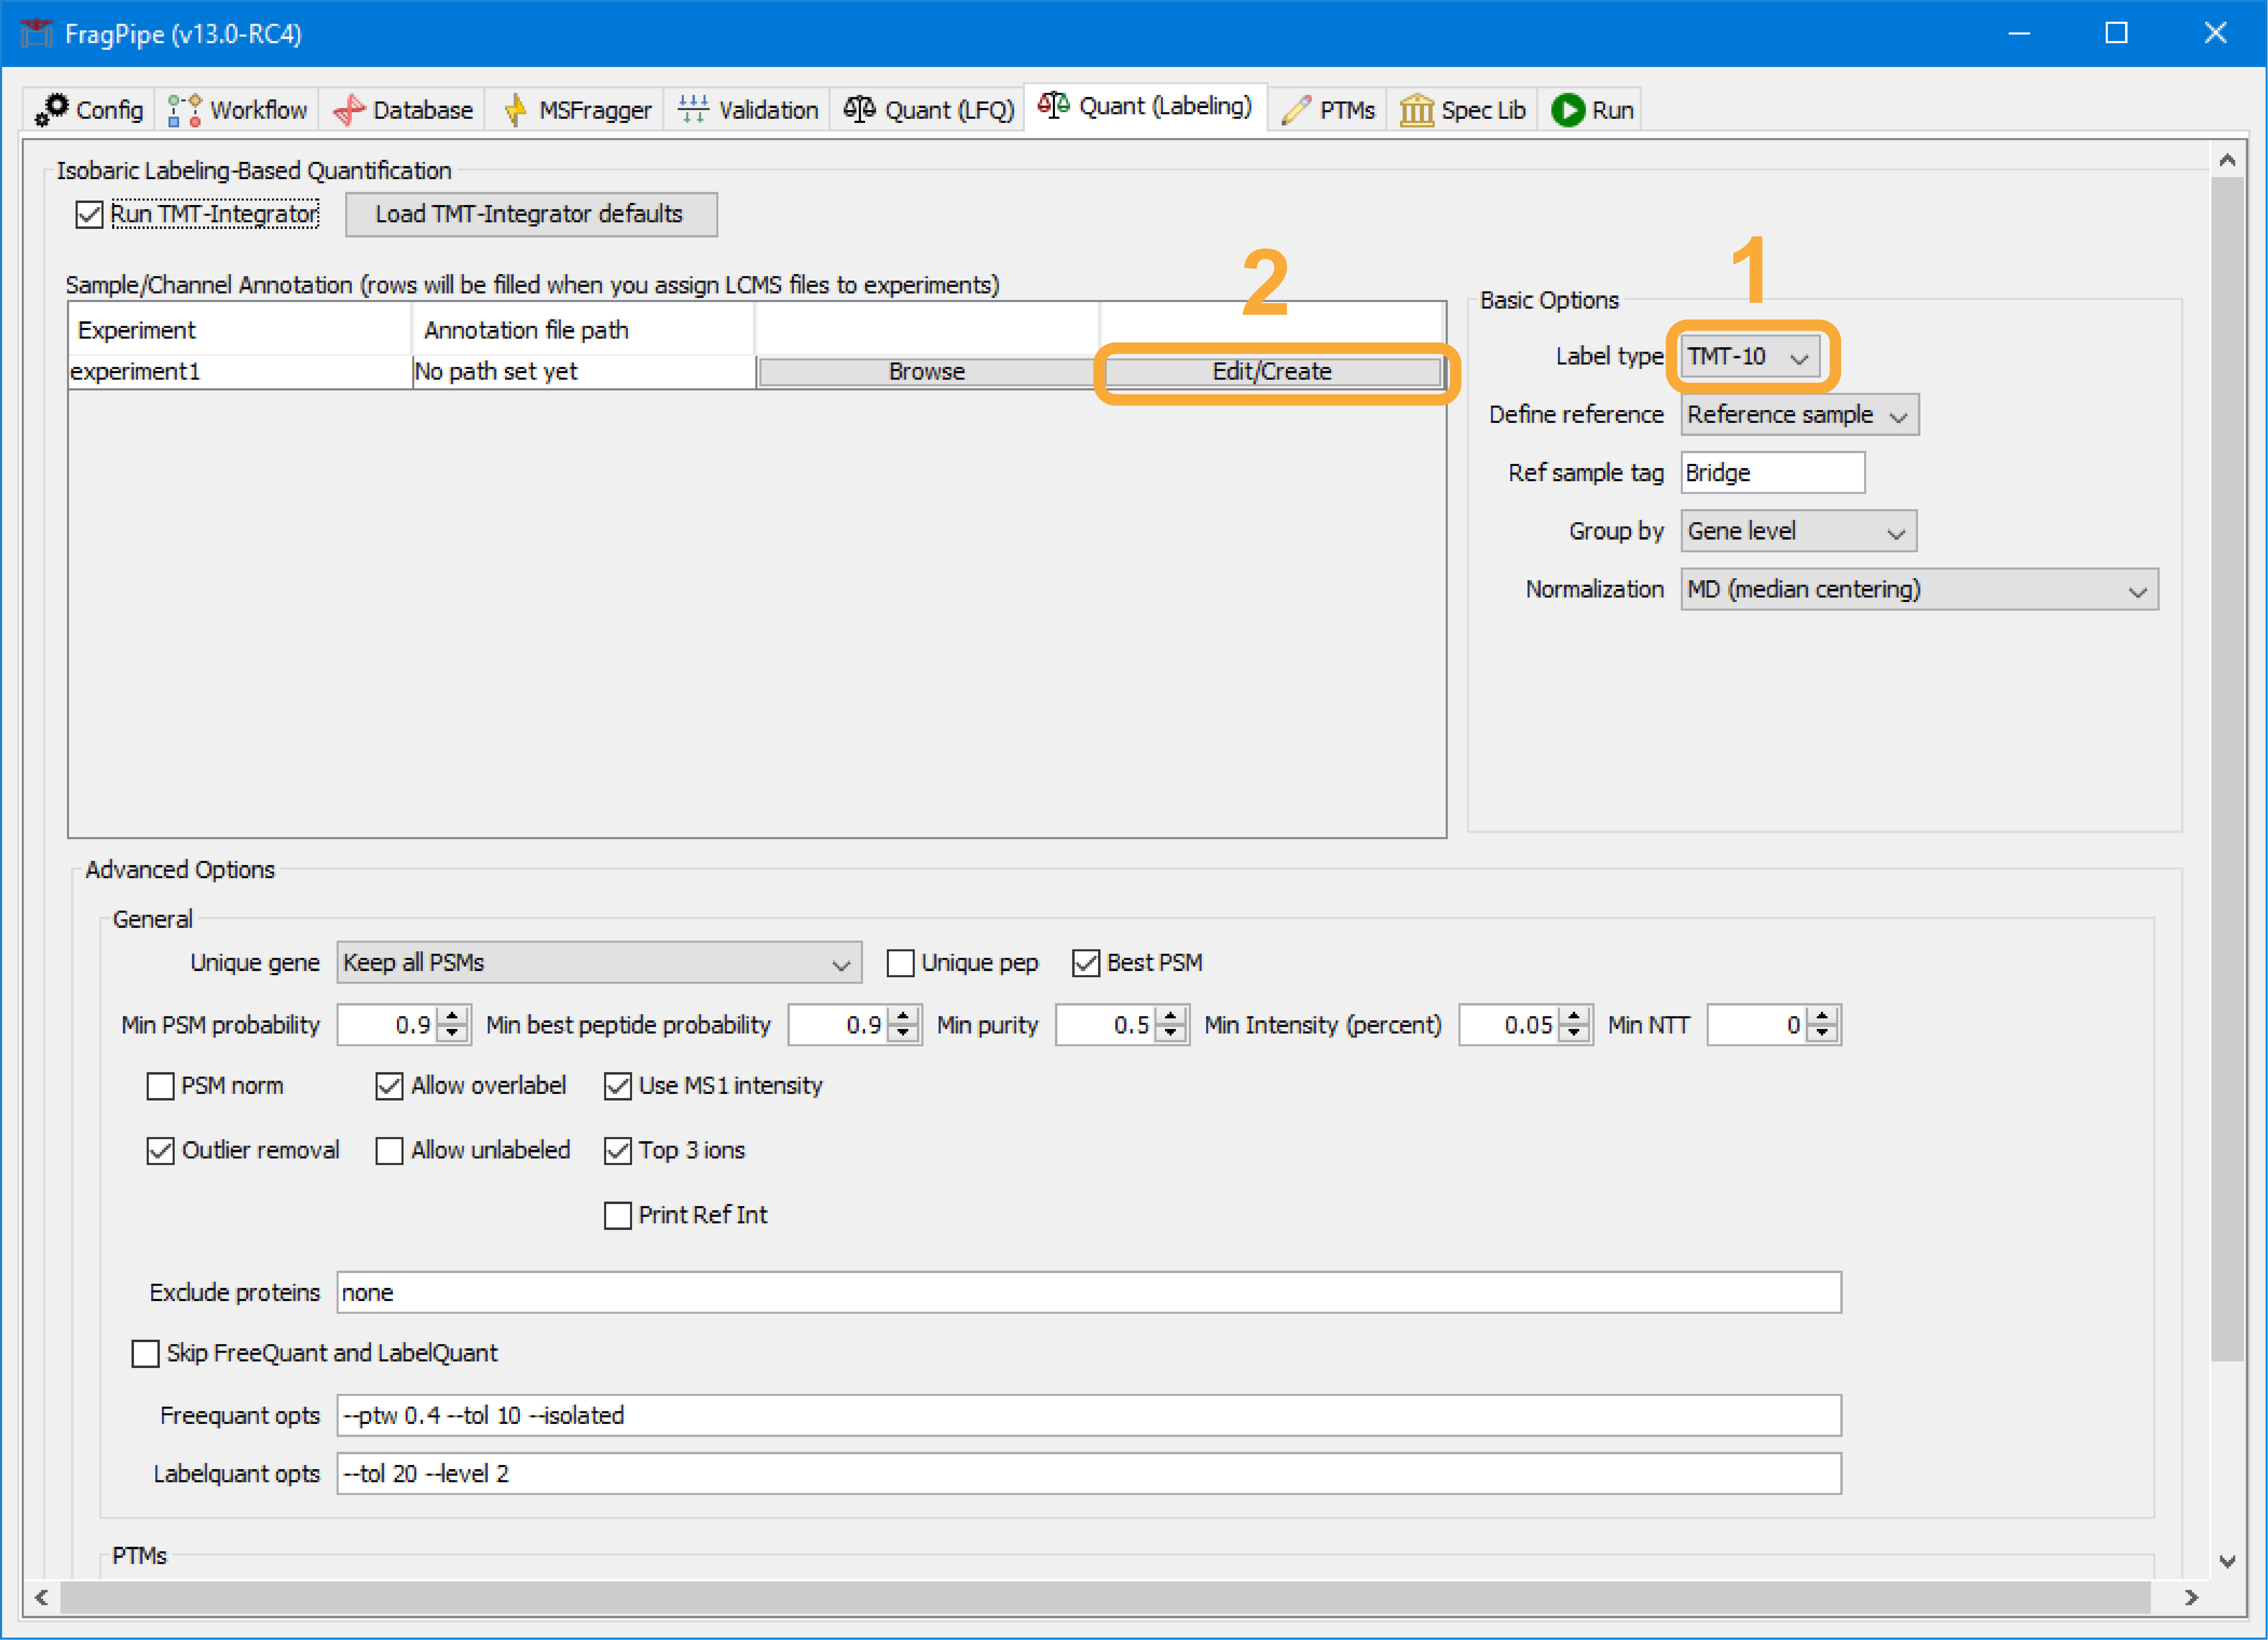 FragPipe (v13.0-RC4)
Config Workflow Database MSFragger Validation Quant (LFQ) Quant (Labeling) PTMs Spec Lib Run
Isobaric Labeling-Based Quantification
Run TMT-Integrator Load TMT-Integrator defaults
2 1
Sample/Channel Annotation (rows will be filled when you assign LCMS files to experiments)
Experiment Annotation file path
experiment1 No path set yet Browse Edit/Create
Basic Options
Label type TMT-10
Define reference Reference sample
Ref sample tag Bridge
Group by Gene level
Normalization MD (median centering)
Advanced Options
General
Unique gene Keep all PSMs Unique pep Best PSM
Min PSM probability 0.9 Min best peptide probability 0.9 Min purity 0.5 Min Intensity (percent) 0.05 Min NTT 0
PSM norm Allow overlabel Use MS1 intensity
Outlier removal Allow unlabeled Top 3 ions
Print Ref Int
Exclude proteins none
Skip FreeQuant and LabelQuant
Freequant opts --ptw 0.4 --tol 10 --isolated
Labelquant opts --tol 20 --level 2
PTMs